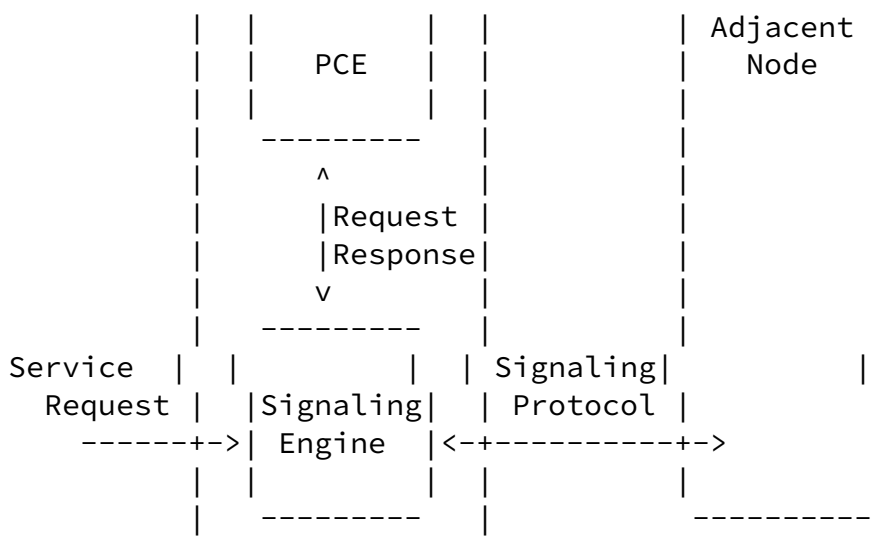 Adjacent
PCE Node
Request
Response
Service Signaling
Request Signaling Protocol
Engine